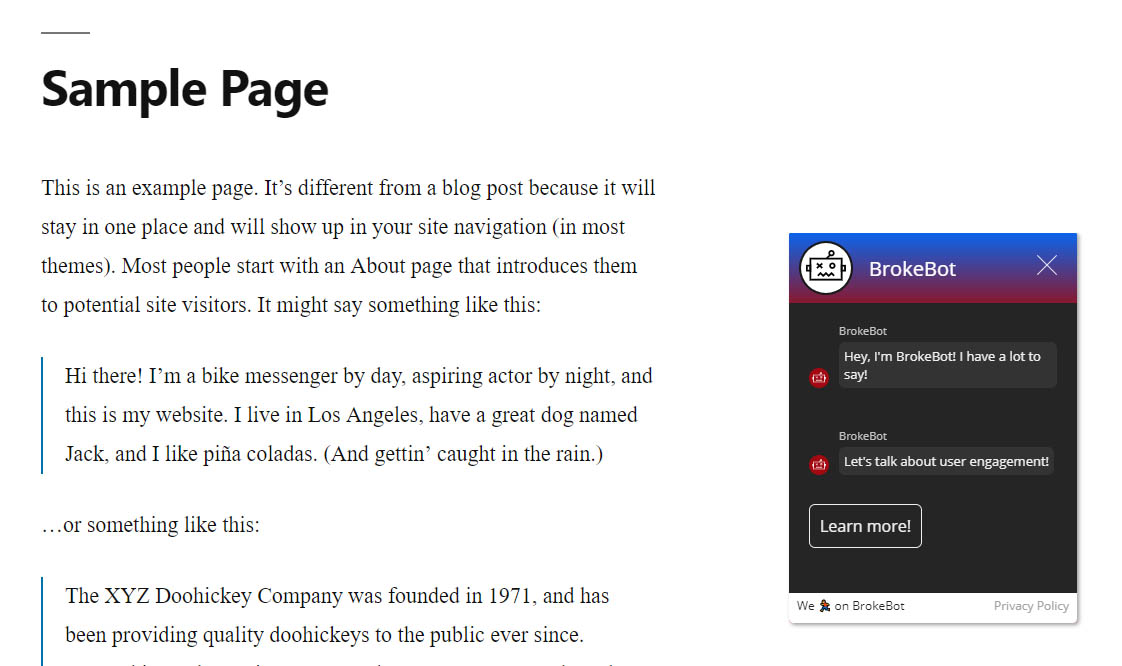 Sample Page
This is an example page. It’s different from a blog post because it will
stay in one place and will show up in your site navigation (in most
themes). Most people start with an About page that introduces them
to potential site visitors. It might say something like this:
Hi there! I’m a bike messenger by day, aspiring actor by night, and
this is my website. I live in Los Angeles, have a great dog named
Jack, and I like piña coladas. (And gettin’ caught in the rain.)
…or something like this:
The XYZ Doohickey Company was founded in 1971, and has
been providing quality doohickeys to the public ever since.
BrokeBot
BrokeBot
Hey, I'm BrokeBot! I have a lot to
say!
BrokeBot
Let's talk about user engagement!
Learn more!
We 🏃 on BrokeBot
Privacy Policy